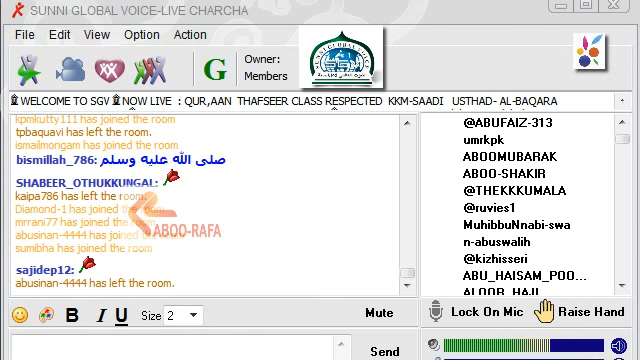 SUNNI GLOBAL VOICE-LIVE CHARCHA
File Edit View Option Action
G Owner:
Members
WELCOME TO SGV NOW LIVE : QUR,AAN THAFSEER CLASS RESPECTED KKM-SAADI USTHAD- AL-BAQARA
kpmkutty111 has joined the room
tpbaquavi has left the room.
ismailmongam has joined the room
bismillah_786: صلى الله عليه وسلم
SHABEER_OTHUKKUNGAL:
kaipa786 has left the room.
Diamond-1 has joined the room
mrrani77 has joined the room
abusinan-4444 has joined the room
sumibha has joined the room
ABOO-RAFA
sajidep12:
abusinan-4444 has left the room.
@ABUFAIZ-313
umrkpk
ABOOMUBARAK
ABOO-SHAKIR
@THEKKKUMALA
@ruvies1
MuhibbuNnabi-swa
n-abuswalih
@kizhisseri
ABU_HAISAM_POO...
ALOOR_HAJI
B I U Size 2 Mute
Lock On Mic Raise Hand
Send